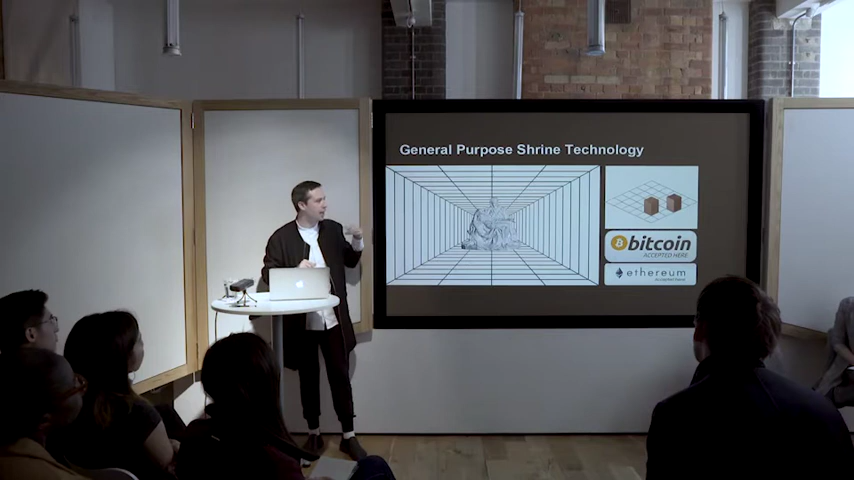 General Purpose Shrine Technology
bitcoin
ACCEPTED HERE
ethereum